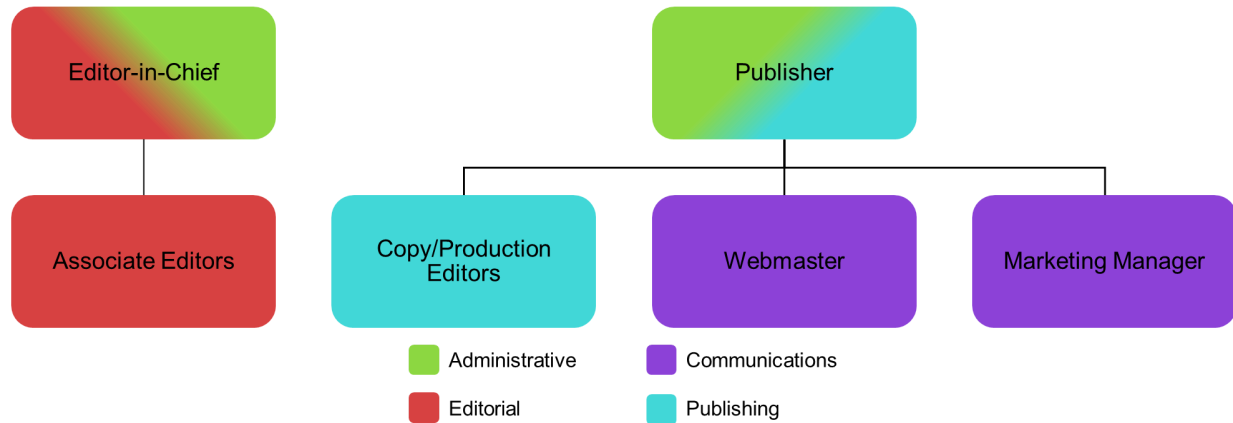 Editor-in-Chief
Publisher
Associate Editors
Copy/Production
Editors
Webmaster
Marketing Manager
Administrative
Communications
Editorial
Publishing